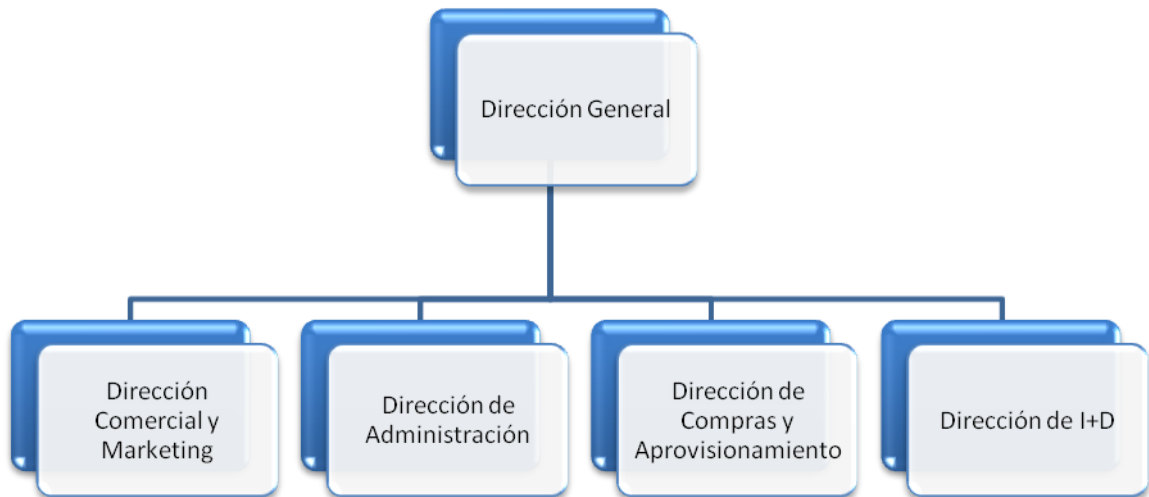 Dirección General
Dirección
Comercial y
Marketing
Dirección de
Administración
Dirección de
Compras y
Aprovisionamiento
Dirección de I+D